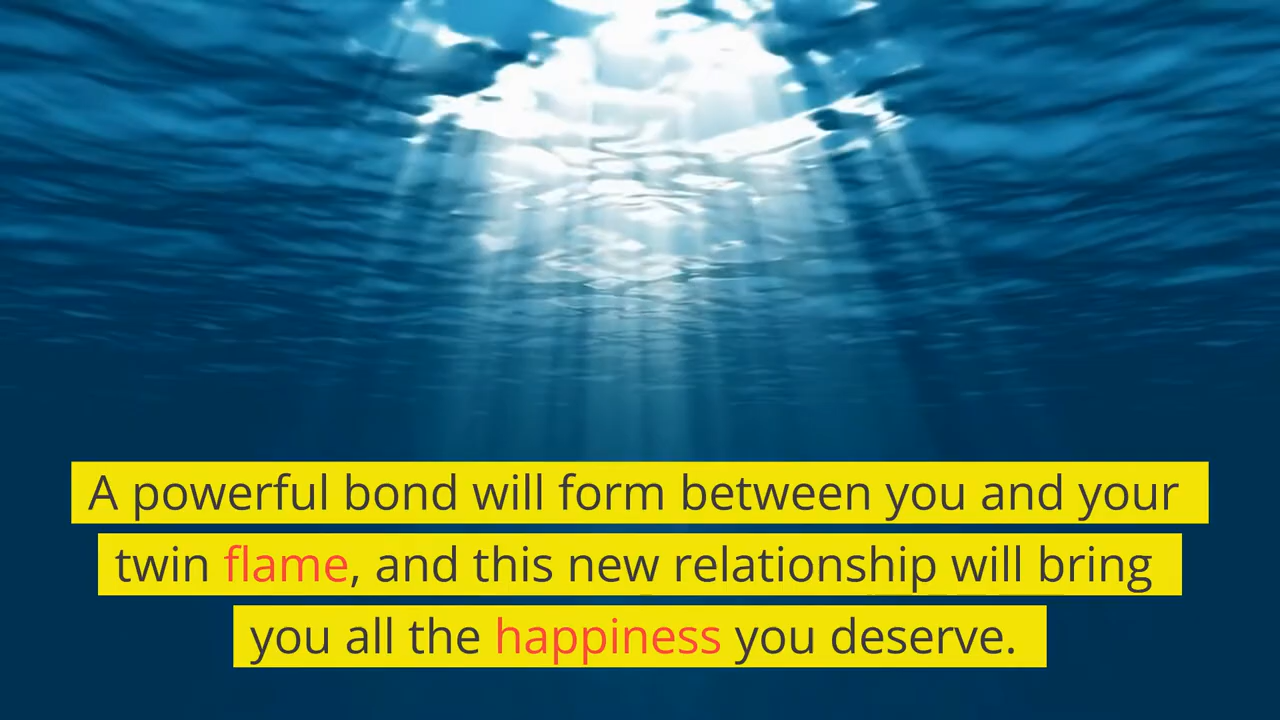 A powerful bond will form between you and your
twin flame, and this new relationship will bring
you all the happiness you deserve.